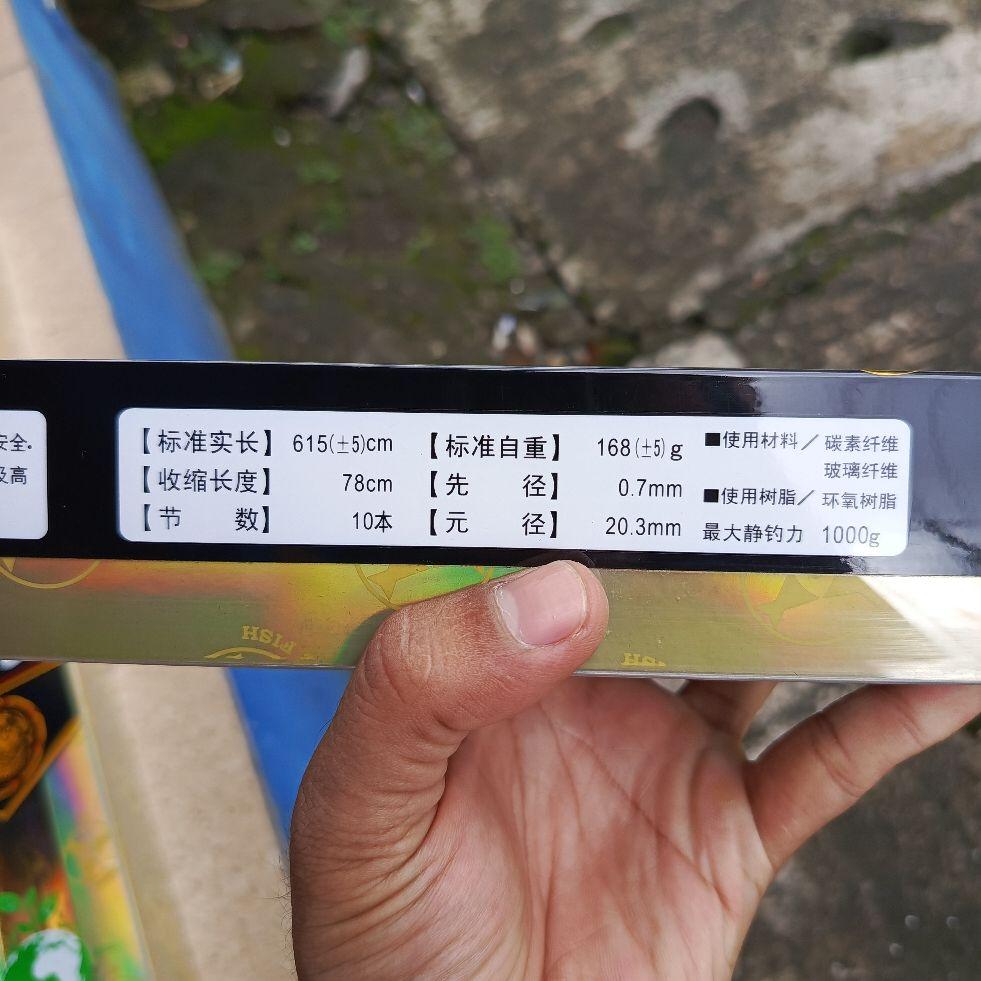 安全.
及高
【标准实长】 615(±5)cm 【标准自重】 168(±5)g ■使用材料／碳素纤维
玻璃纤维
【收缩长度】 78cm 【先 径】 0.7mm ■使用树脂／环氧树脂
【节 数】 10本 【元 径】 20.3mm 最大静钓力 1000g
FISH